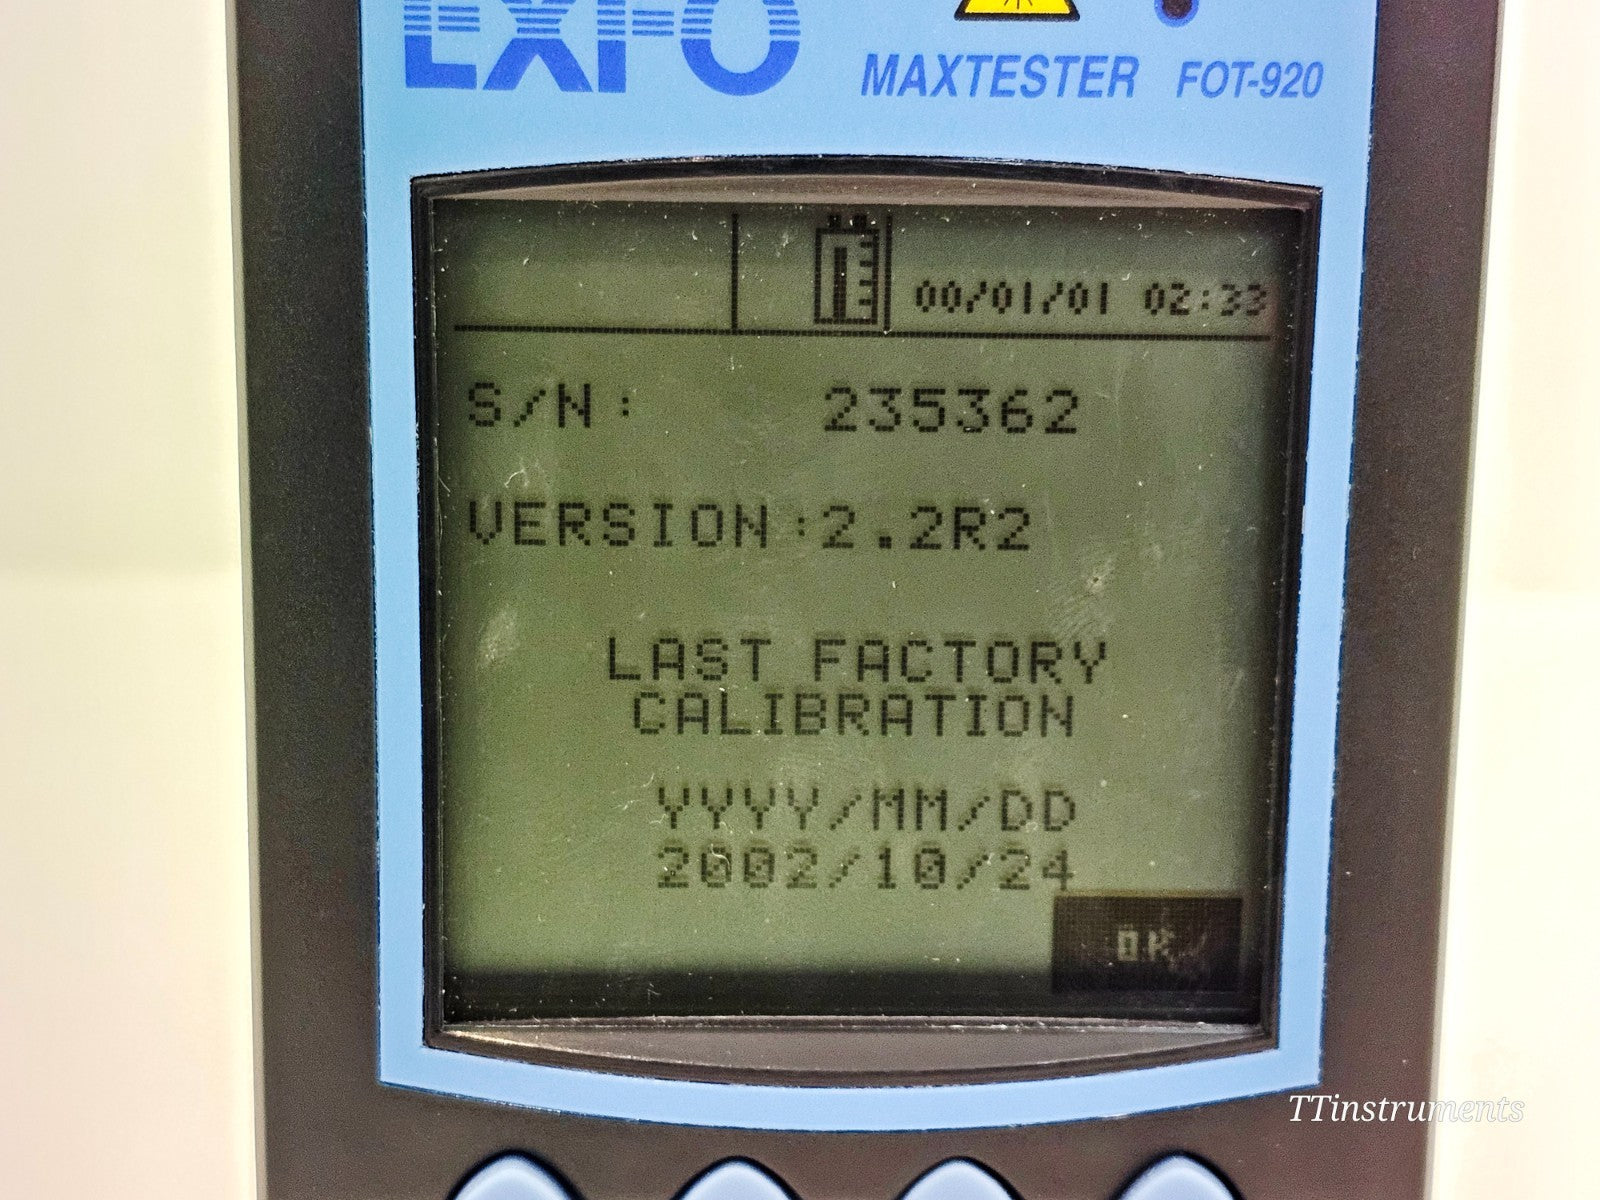 EXFO
MAXTESTER FOT-920
00/01/01 02:33
S/N: 235362
VERSION:2.2R2
LAST FACTORY
CALIBRATION
YYYY/MM/DD
2002/10/24
OK
TTinstruments